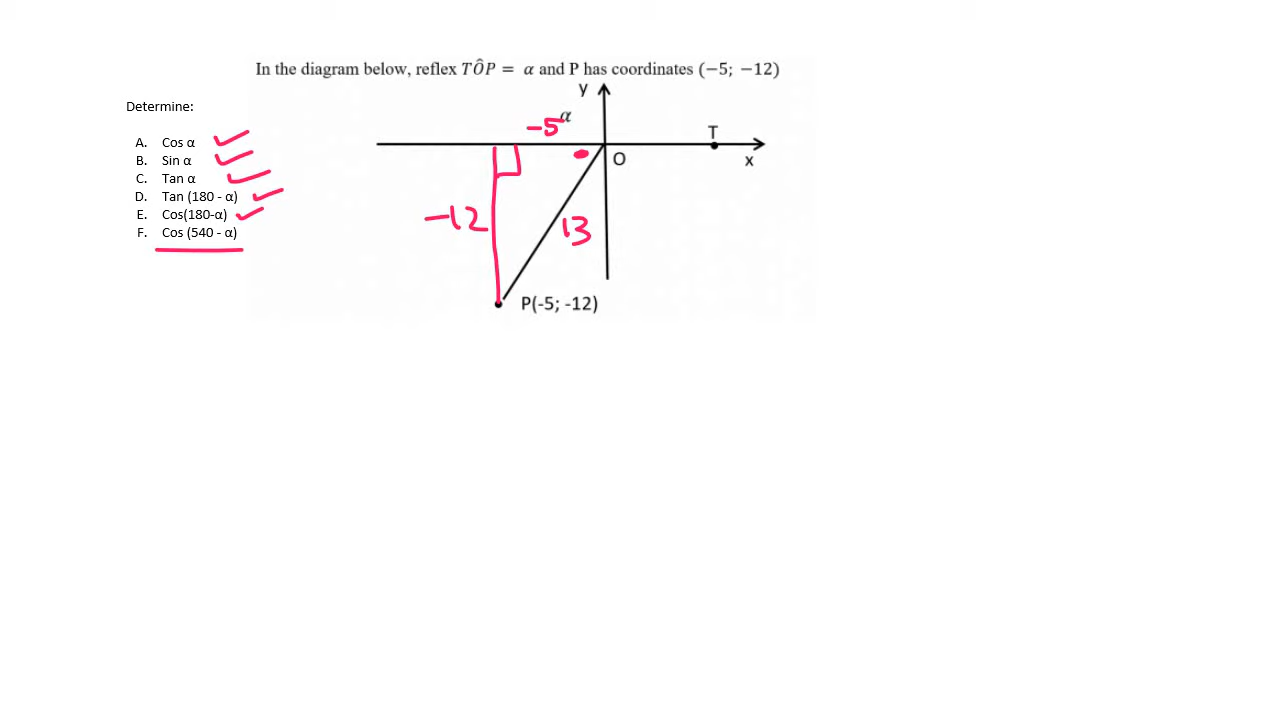 In the diagram below, reflex TÔP = α and P has coordinates (−5; −12)
Determine:
A. Cos α
B. Sin α
C. Tan α
D. Tan (180 - α)
E. Cos(180-α)
F. Cos (540 - α)
y
α
-5
T
O
x
-12
13
P(-5; -12)